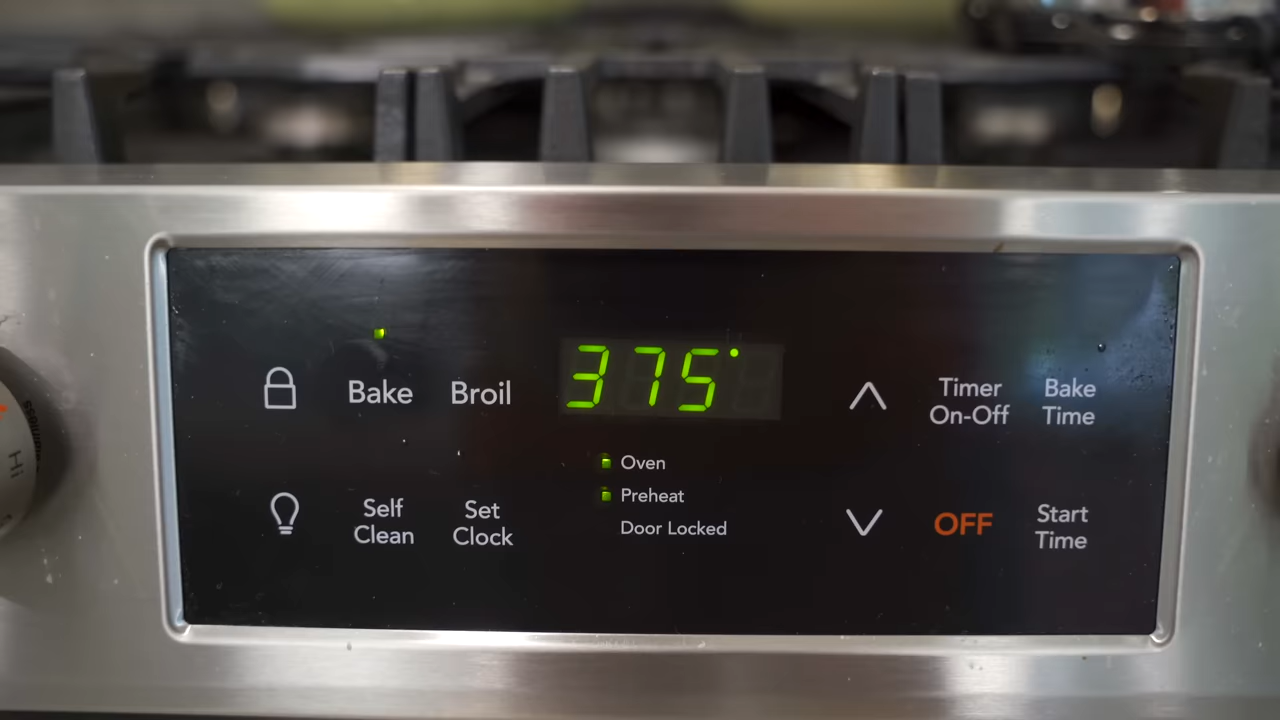 375°
Bake
Broil
Timer
On-Off
Bake
Time
Oven
Preheat
Door Locked
Self
Clean
Set
Clock
OFF
Start
Time
Hi